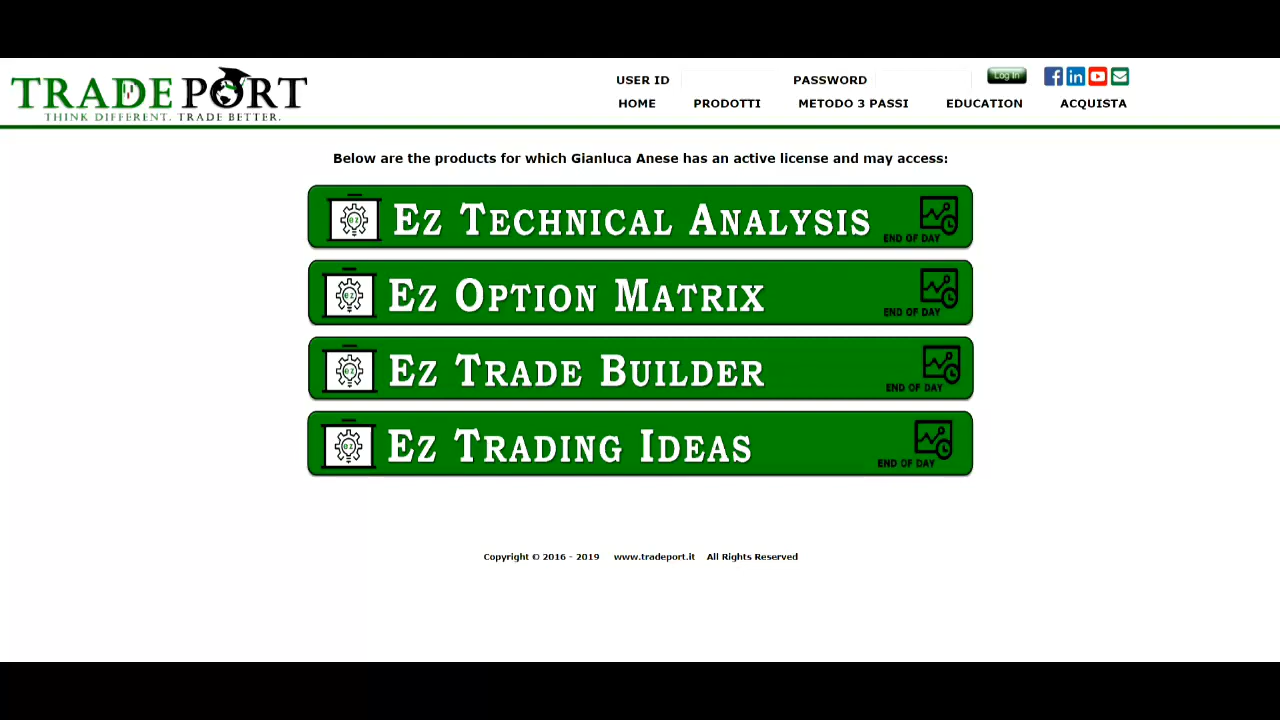 TRADEPORT
THINK DIFFERENT. TRADE BETTER.
USER ID PASSWORD Log In
HOME PRODOTTI METODO 3 PASSI EDUCATION ACQUISTA
Below are the products for which Gianluca Anese has an active license and may access:
EZ TECHNICAL ANALYSIS
END OF DAY
EZ OPTION MATRIX
END OF DAY
EZ TRADE BUILDER
END OF DAY
EZ TRADING IDEAS
END OF DAY
Copyright © 2016 - 2019 www.tradeport.it All Rights Reserved